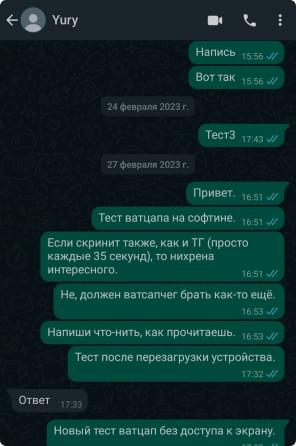 Yury
Напись 15:56
Вот так 15:56
24 февраля 2023 г.
Тест3 17:43
27 февраля 2023 г.
Привет. 16:51
Тест ватцапа на софтине. 16:51
Если скринит также, как и ТГ (просто
каждые 35 секунд), то нихрена
интересного. 16:51
Не, должен ватсапчег брать как-то ещё.
16:53
Напиши что-нить, как прочитаешь. 16:53
Тест после перезагрузки устройства.
17:32
Ответ 17:33
Новый тест ватцап без доступа к экрану.